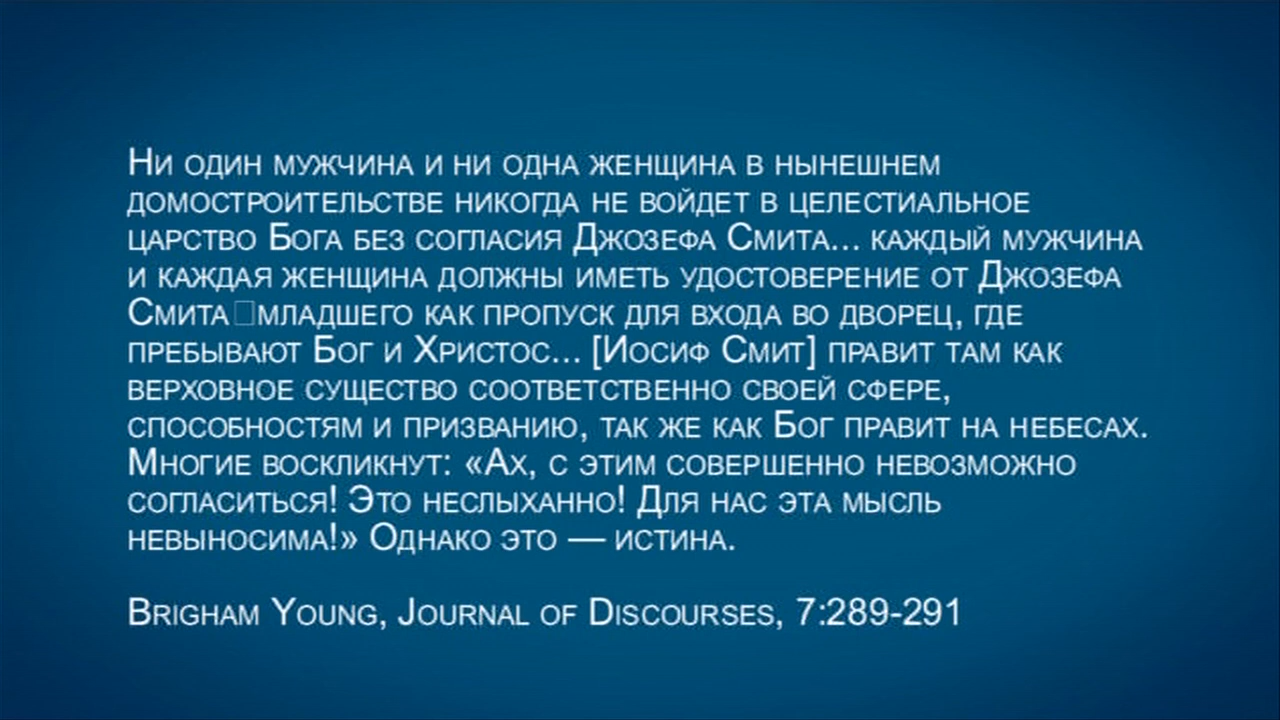 Ни один мужчина и ни одна женщина в нынешнем
домостроительстве никогда не войдет в целестиальное
царство Бога без согласия Джозефа Смита... каждый мужчина
и каждая женщина должны иметь удостоверение от Джозефа
Смита □младшего как пропуск для входа во дворец, где
пребывают Бог и Христос... [Иосиф Смит] правит там как
верховное существо соответственно своей сфере,
способностям и призванию, так же как Бог правит на небесах.
Многие воскликнут: «Ах, с этим совершенно невозможно
согласиться! Это неслыханно! Для нас эта мысль
невыносима!» Однако это — истина.
Brigham Young, Journal of Discourses, 7:289-291